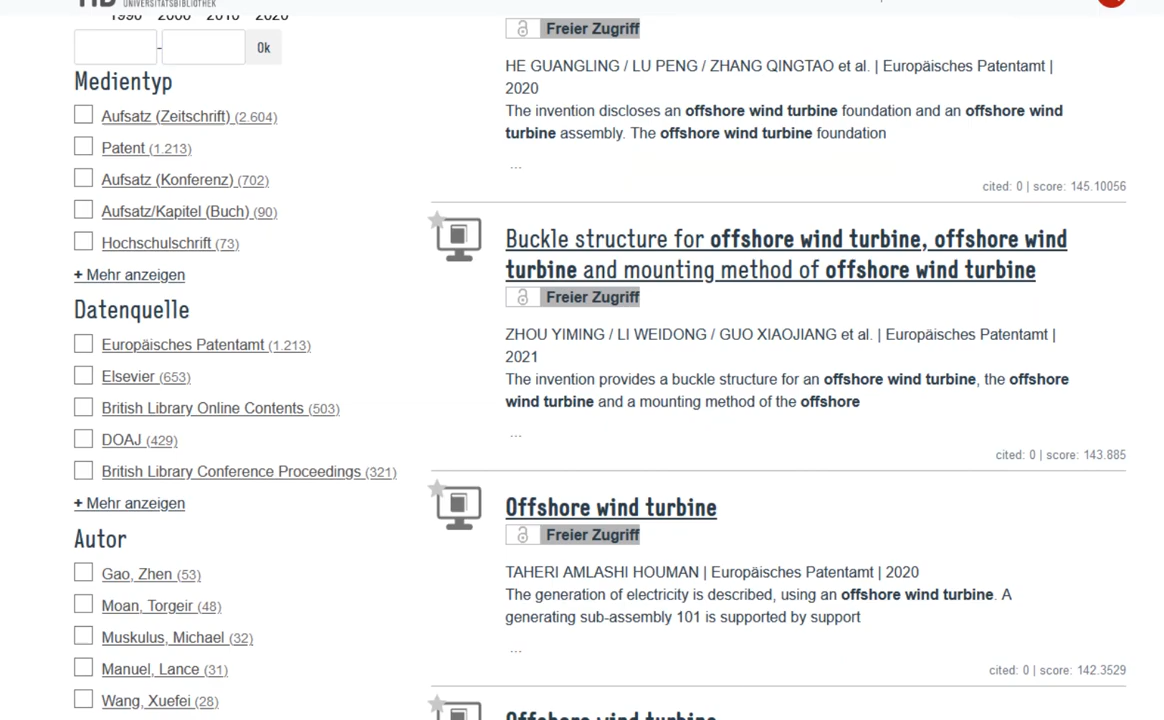 UNIVERSITÄTSBIBLIOTHEK
1990 2000 2010 2020
- Ok
Medientyp
Aufsatz (Zeitschrift) (2.604)
Patent (1.213)
Aufsatz (Konferenz) (702)
Aufsatz/Kapitel (Buch) (90)
Hochschulschrift (73)
+ Mehr anzeigen
Datenquelle
Europäisches Patentamt (1.213)
Elsevier (653)
British Library Online Contents (503)
DOAJ (429)
British Library Conference Proceedings (321)
+ Mehr anzeigen
Autor
Gao, Zhen (53)
Moan, Torgeir (48)
Muskulus, Michael (32)
Manuel, Lance (31)
Wang, Xuefei (28)
Freier Zugriff
HE GUANGLING / LU PENG / ZHANG QINGTAO et al. | Europäisches Patentamt |
2020
The invention discloses an offshore wind turbine foundation and an offshore wind
turbine assembly. The offshore wind turbine foundation
...
cited: 0 | score: 145.10056
Buckle structure for offshore wind turbine, offshore wind
turbine and mounting method of offshore wind turbine
Freier Zugriff
ZHOU YIMING / LI WEIDONG / GUO XIAOJIANG et al. | Europäisches Patentamt |
2021
The invention provides a buckle structure for an offshore wind turbine, the offshore
wind turbine and a mounting method of the offshore
...
cited: 0 | score: 143.885
Offshore wind turbine
Freier Zugriff
TAHERI AMLASHI HOUMAN | Europäisches Patentamt | 2020
The generation of electricity is described, using an offshore wind turbine. A
generating sub-assembly 101 is supported by support
...
cited: 0 | score: 142.3529
Offshore wind turbine